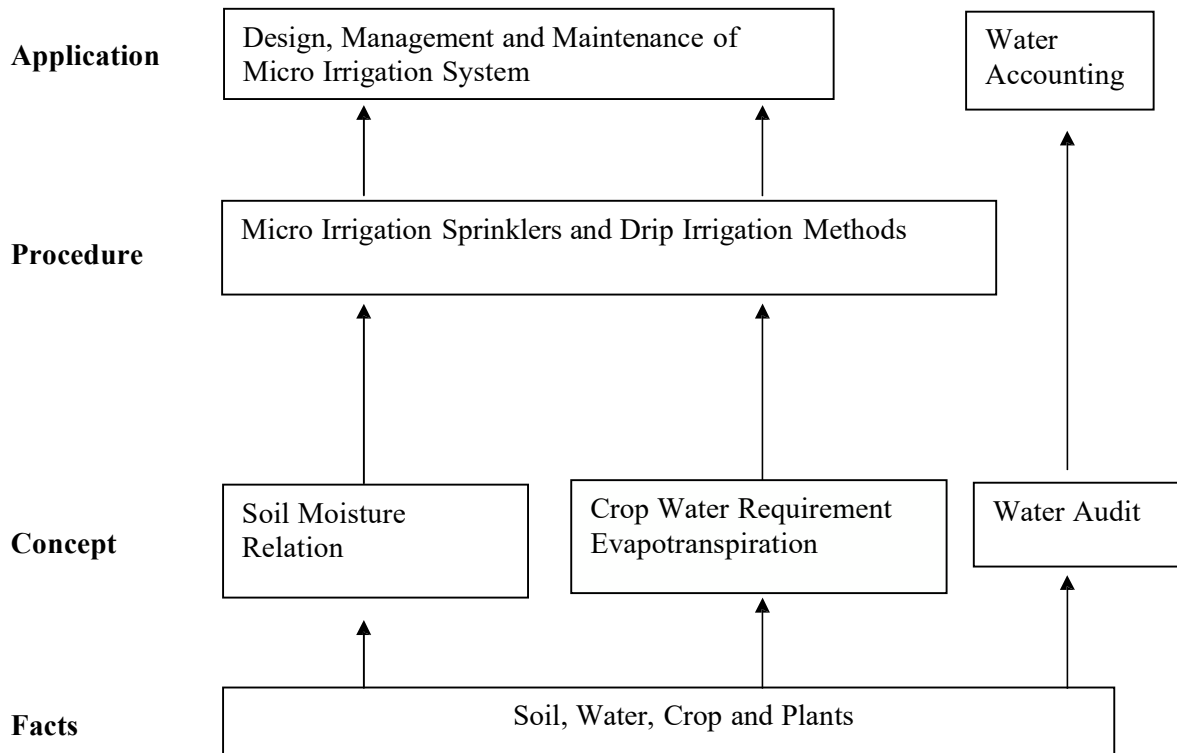 Application
Design, Management and Maintenance of
Micro Irrigation System
Water
Accounting
Procedure
Micro Irrigation Sprinklers and Drip Irrigation Methods
Concept
Soil Moisture
Relation
Crop Water Requirement
Evapotranspiration
Water Audit
Facts
Soil, Water, Crop and Plants